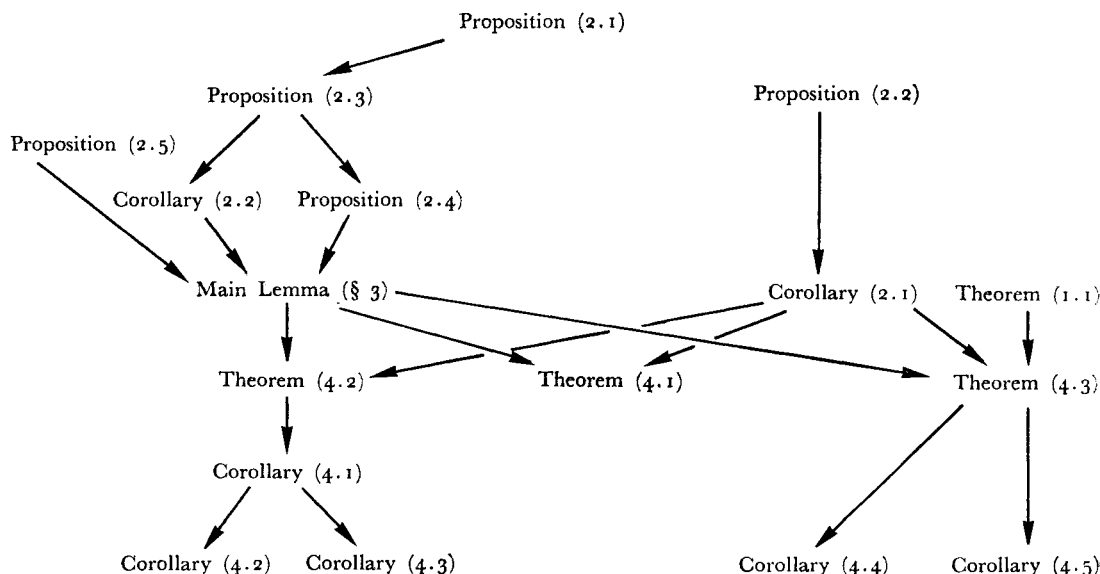 Proposition (2.1)
Proposition (2.3)
Proposition (2.2)
Proposition (2.5)
Corollary (2.2)
Proposition (2.4)
Main Lemma (§ 3)
Corollary (2.1)
Theorem (1.1)
Theorem (4.2)
Theorem (4.1)
Theorem (4.3)
Corollary (4.1)
Corollary (4.2)
Corollary (4.3)
Corollary (4.4)
Corollary (4.5)